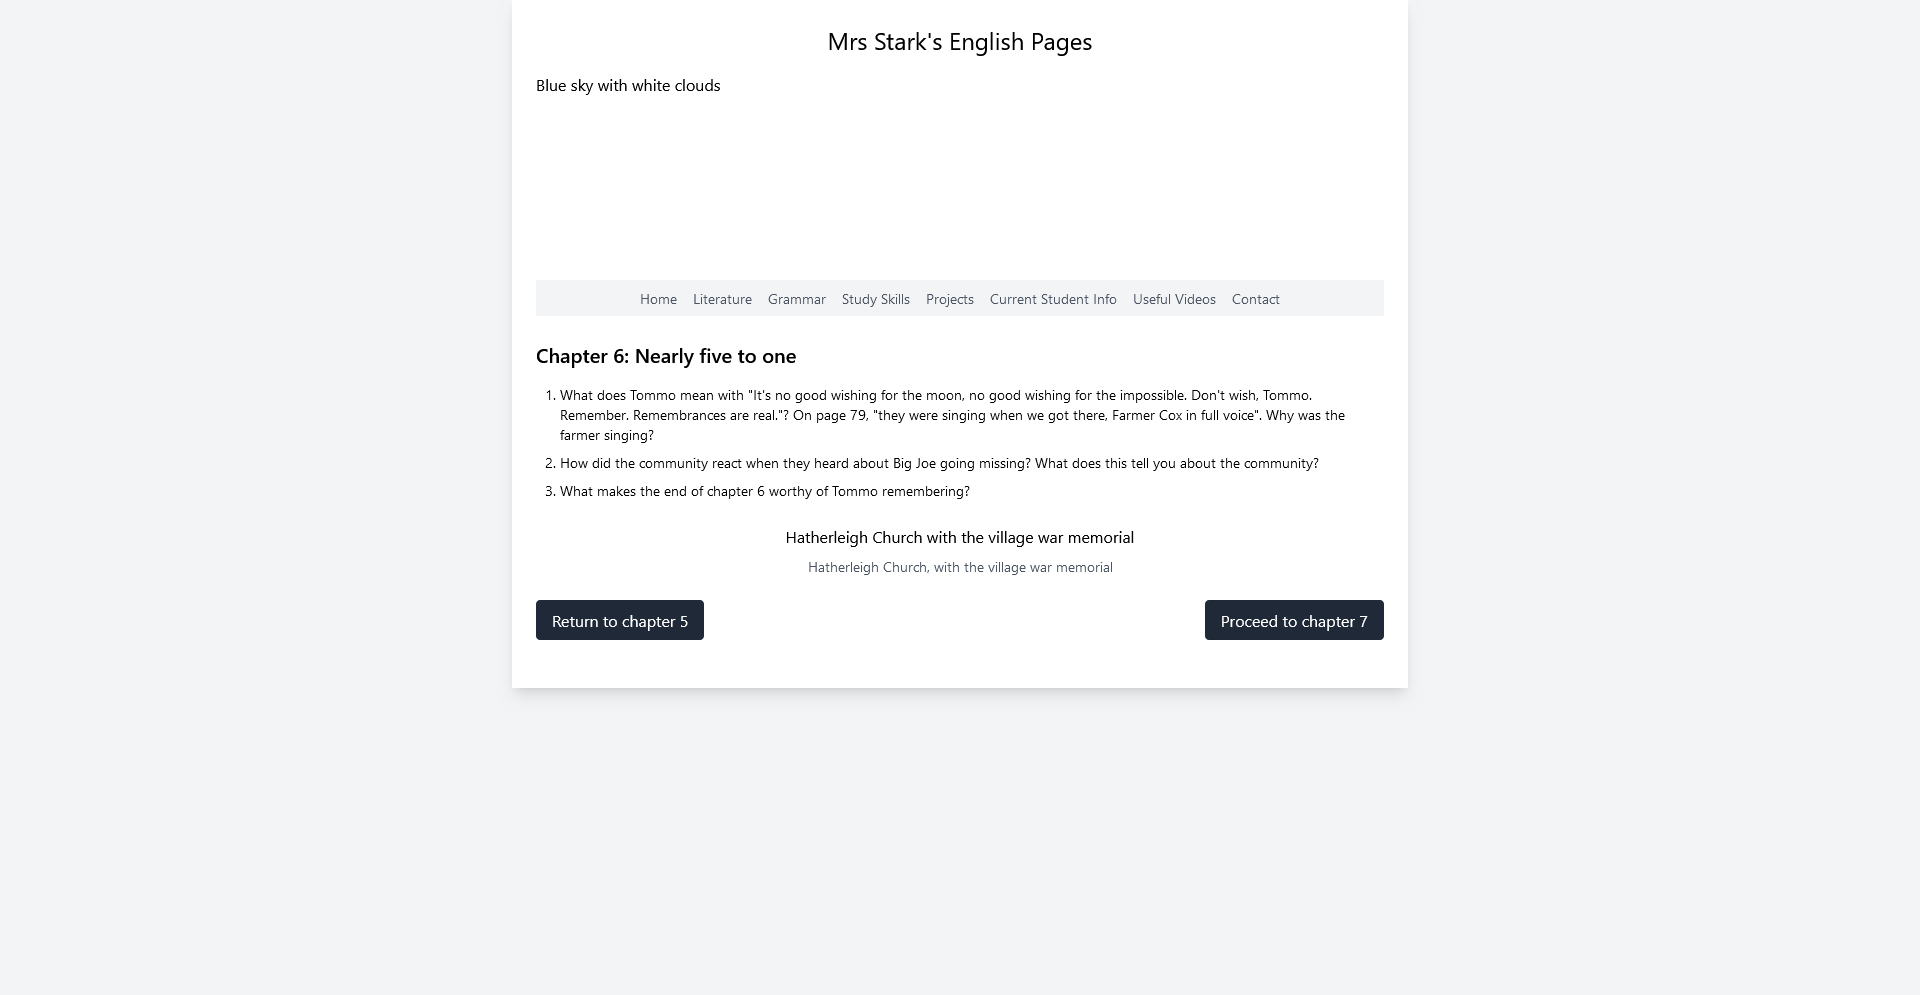 Mrs Stark's English Pages
Blue sky with white clouds
Home Literature Grammar Study Skills Projects Current Student Info Useful Videos Contact
Chapter 6: Nearly five to one
1. What does Tommo mean with "It's no good wishing for the moon, no good wishing for the impossible. Don't wish, Tommo.
Remember. Remembrances are real."? On page 79, "they were singing when we got there, Farmer Cox in full voice". Why was the
farmer singing?
2. How did the community react when they heard about Big Joe going missing? What does this tell you about the community?
3. What makes the end of chapter 6 worthy of Tommo remembering?
Hatherleigh Church with the village war memorial
Hatherleigh Church, with the village war memorial
Return to chapter 5 Proceed to chapter 7